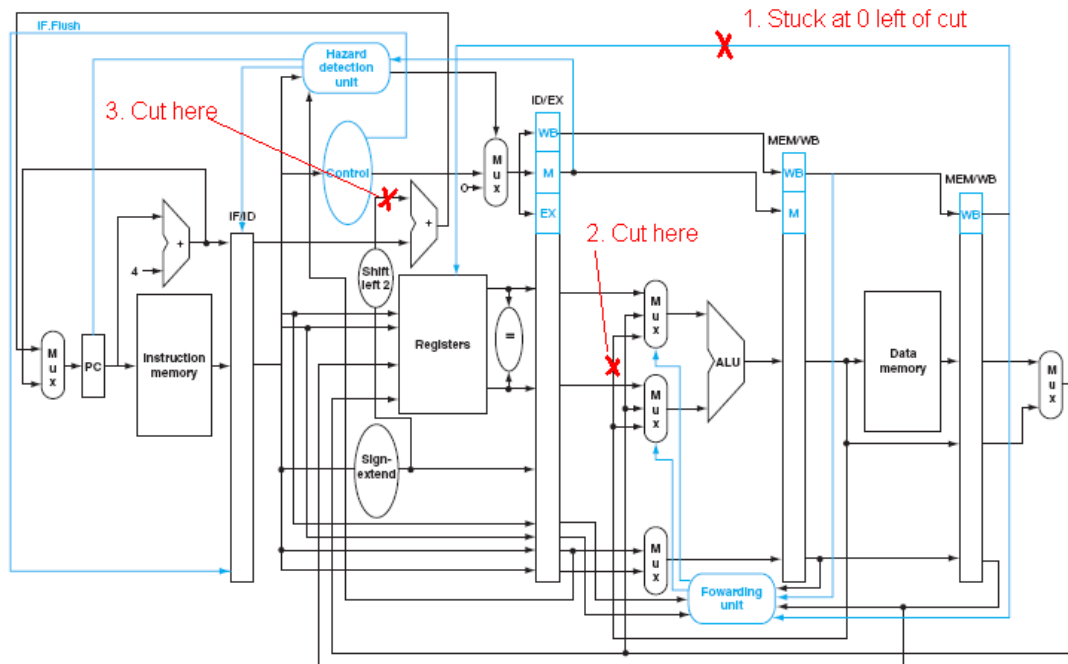 1. Stuck at 0 left of cut
IF.Flush
Hazard
detection
unit
3. Cut here
ID/EX
WB
M
EX
M
u
x
0
Control
MEM/WB
WB
M
MEM/WB
WB
IF/ID
+
4
+
Shift
left 2
2. Cut here
M
u
x
PC
Instruction
memory
Registers
=
M
u
x
M
u
x
ALU
Data
memory
M
u
x
Sign-
extend
M
u
x
Fowarding
unit